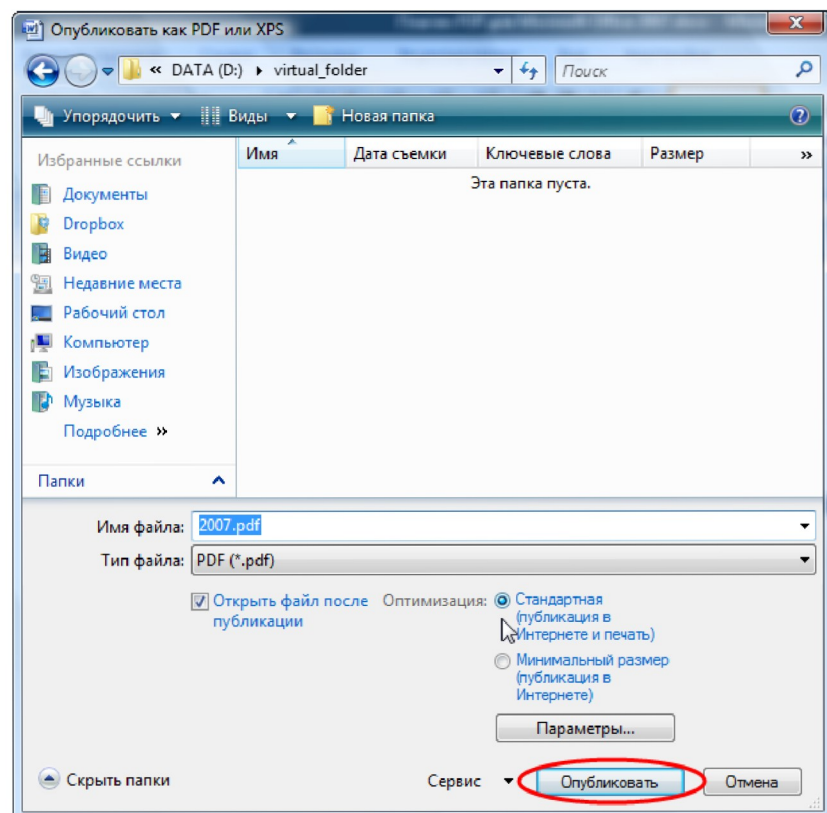 Опубликовать как PDF или XPS
« DATA (D:) virtual_folder
Поиск
Упорядочить Виды Новая папка
Избранные ссылки
Имя Дата съемки Ключевые слова Размер »
Эта папка пуста.
Документы
Dropbox
Видео
Недавние места
Рабочий стол
Компьютер
Изображения
Музыка
Подробнее »
Папки
Имя файла: 2007.pdf
Тип файла: PDF (*.pdf)
Открыть файл после
публикации
Оптимизация:
Стандартная
(публикация в
Интернете и печать)
Минимальный размер
(публикация в
Интернете)
Параметры...
Скрыть папки
Сервис Опубликовать Отмена